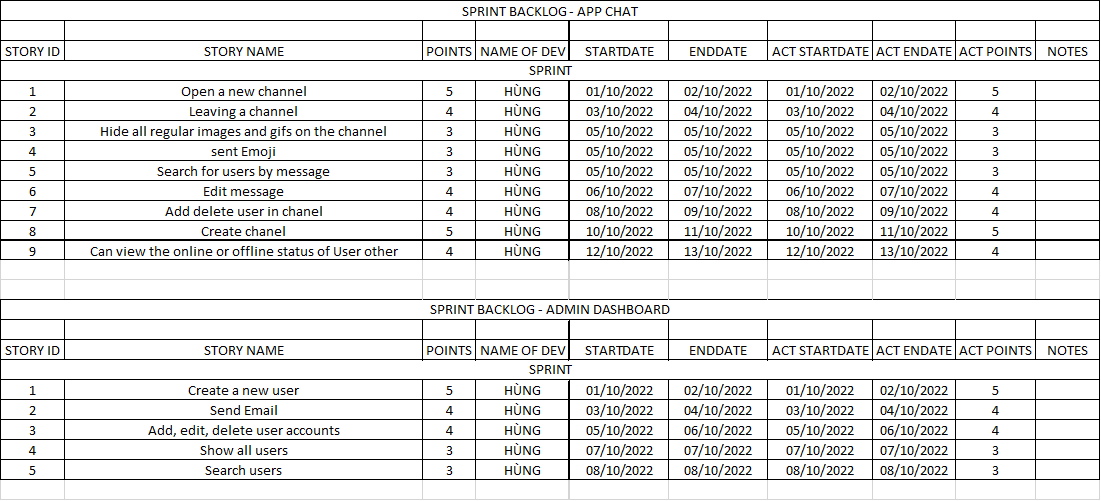 SPRINT BACKLOG - APP CHAT
STORY ID STORY NAME POINTS NAME OF DEV STARTDATE ENDDATE ACT STARTDATE ACT ENDATE ACT POINTS NOTES
SPRINT
1 Open a new channel 5 HÙNG 01/10/2022 02/10/2022 01/10/2022 02/10/2022 5
2 Leaving a channel 4 HÙNG 03/10/2022 04/10/2022 03/10/2022 04/10/2022 4
3 Hide all regular images and gifs on the channel 3 HÙNG 05/10/2022 05/10/2022 05/10/2022 05/10/2022 3
4 sent Emoji 3 HÙNG 05/10/2022 05/10/2022 05/10/2022 05/10/2022 3
5 Search for users by message 3 HÙNG 05/10/2022 05/10/2022 05/10/2022 05/10/2022 3
6 Edit message 4 HÙNG 06/10/2022 07/10/2022 06/10/2022 07/10/2022 4
7 Add delete user in chanel 4 HÙNG 08/10/2022 09/10/2022 08/10/2022 09/10/2022 4
8 Create chanel 5 HÙNG 10/10/2022 11/10/2022 10/10/2022 11/10/2022 5
9 Can view the online or offline status of User other 4 HÙNG 12/10/2022 13/10/2022 12/10/2022 13/10/2022 4
SPRINT BACKLOG - ADMIN DASHBOARD
STORY ID STORY NAME POINTS NAME OF DEV STARTDATE ENDDATE ACT STARTDATE ACT ENDATE ACT POINTS NOTES
SPRINT
1 Create a new user 5 HÙNG 01/10/2022 02/10/2022 01/10/2022 02/10/2022 5
2 Send Email 4 HÙNG 03/10/2022 04/10/2022 03/10/2022 04/10/2022 4
3 Add, edit, delete user accounts 4 HÙNG 05/10/2022 06/10/2022 05/10/2022 06/10/2022 4
4 Show all users 3 HÙNG 07/10/2022 07/10/2022 07/10/2022 07/10/2022 3
5 Search users 3 HÙNG 08/10/2022 08/10/2022 08/10/2022 08/10/2022 3